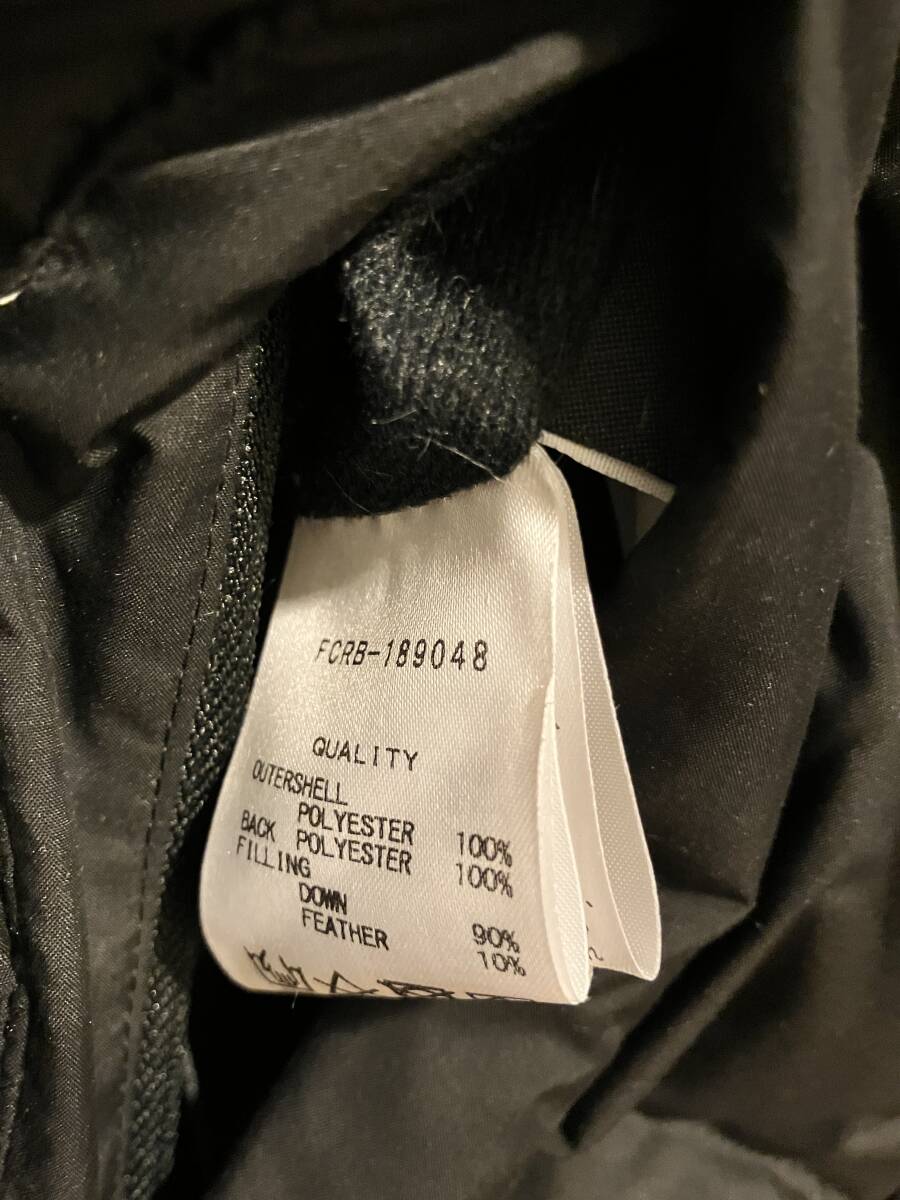 FCRB-189048
QUALITY
OUTERSHELL
POLYESTER 100%
BACK POLYESTER 100%
FILLING
DOWN 90%
FEATHER 10%